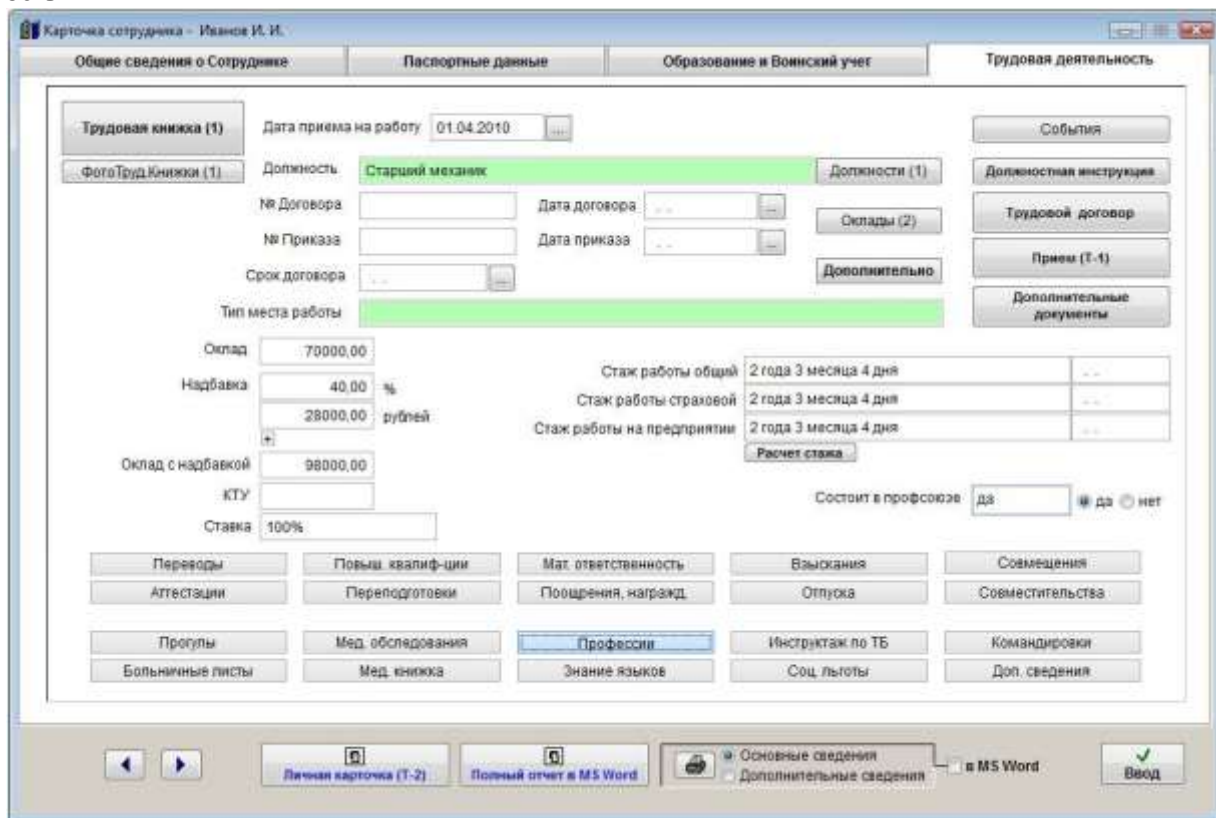 Карточка сотрудника - Иванов И. И.
Общие сведения о Сотруднике Паспортные данные Образование и Воинский учет Трудовая деятельность
Трудовая книжка (1) Дата приема на работу 01.04.2010 ... События
ФотоТруд.Книжки (1) Должность Старший механик Должности (1) Должностная инструкция
№ Договора Дата договора . . ... Оклады (2) Трудовой договор
№ Приказа Дата приказа . . ...
Срок договора . . ... Дополнительно Прием (Т-1)
Тип места работы Дополнительные документы
Оклад 70000,00
Надбавка 40,00 %
28000,00 рублей
+
Оклад с надбавкой 98000,00
КТУ
Ставка 100%
Стаж работы общий 2 года 3 месяца 4 дня . .
Стаж работы страховой 2 года 3 месяца 4 дня . .
Стаж работы на предприятии 2 года 3 месяца 4 дня . .
Расчет стажа
Состоит в профсоюзе да да нет
Переводы Повыш. квалиф-ции Мат. ответственность Взыскания Совмещения
Аттестации Переподготовки Поощрения, награжд. Отпуска Совместительства
Прогулы Мед. обследования Профессии Инструктаж по ТБ Командировки
Больничные листы Мед. книжка Знание языков Соц. льготы Доп. сведения
Личная карточка (Т-2) Полный отчет в MS Word Основные сведения
Дополнительные сведения в MS Word Ввод